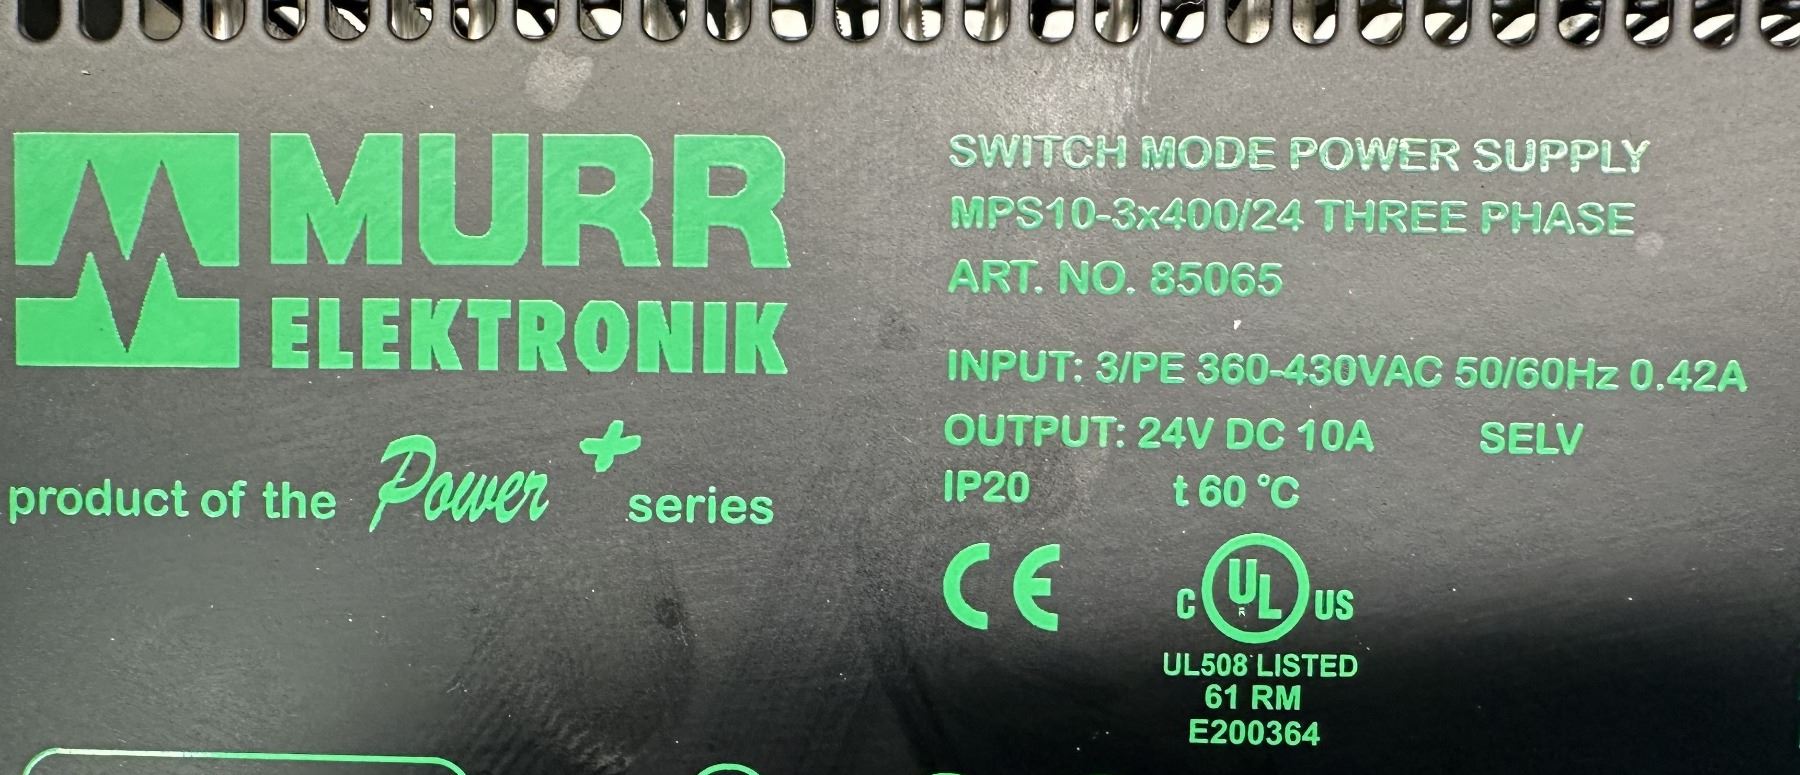 MURR
ELEKTRONIK
product of the Power+ series
SWITCH MODE POWER SUPPLY
MPS10-3x400/24 THREE PHASE
ART. NO. 85065
INPUT: 3/PE 360-430VAC 50/60Hz 0.42A
OUTPUT: 24V DC 10A SELV
IP20 t 60 °C
CE
C UL US
R
UL508 LISTED
61 RM
E200364